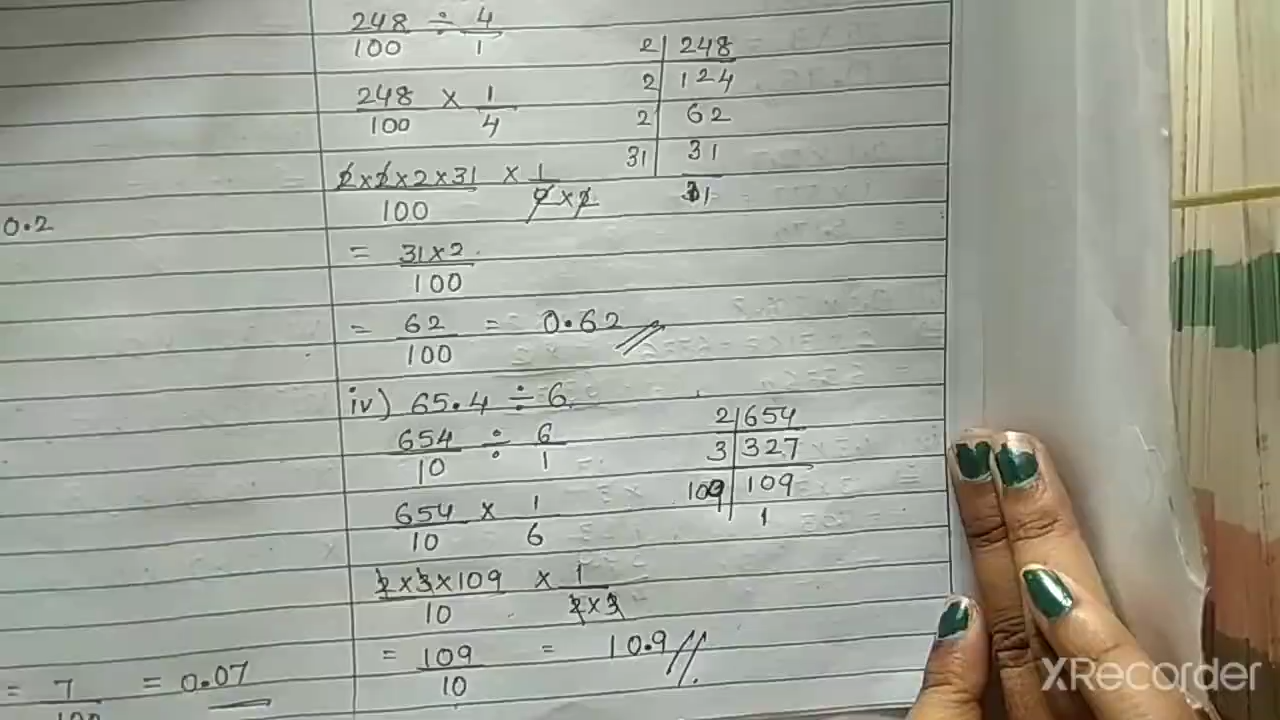 248 ÷ 4
100 1
248 × 1
100 4
2×2×2×31 × 1
100 2×2
= 31×2
100
= 62 = 0.62
100
iv) 65.4 ÷ 6
654 ÷ 6
10 1
654 × 1
10 6
2×3×109 × 1
10 2×3
= 109 = 10.9
10
2 248
2 124
2 62
31 31
2 654
3 327
109 109
1
0.2
= 7 = 0.07
100
XRecorder